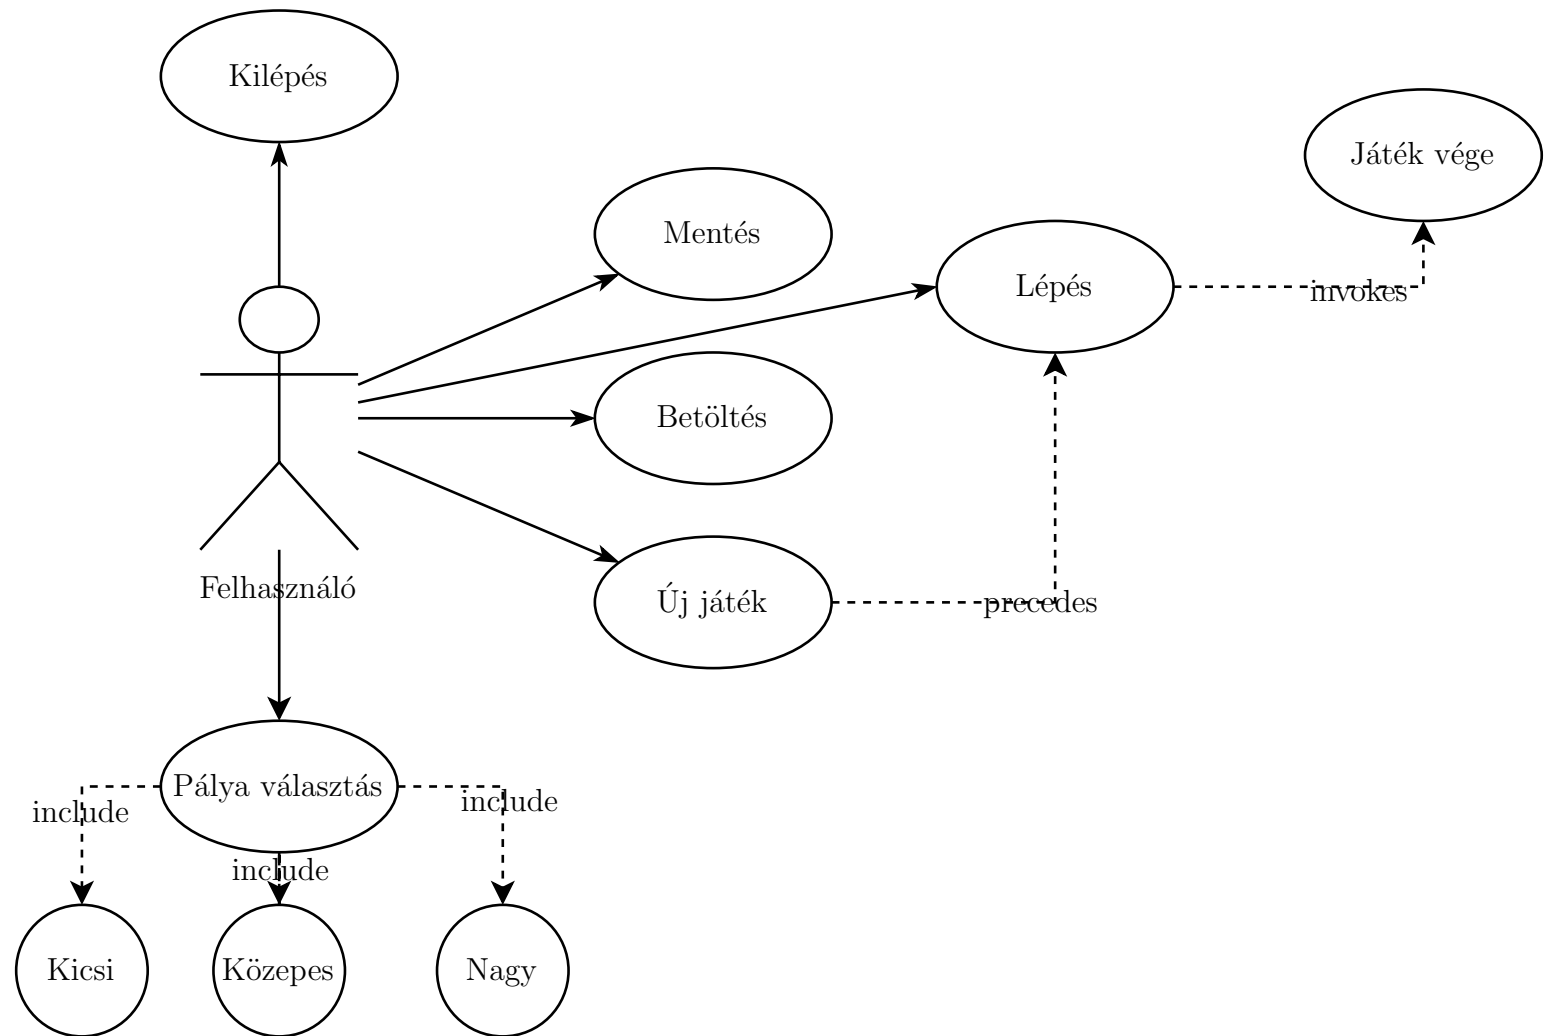 Kilépés
Játék vége
Mentés
Lépés
invokes
Betöltés
Felhasználó
Új játék
precedes
Pálya választás
include
include
include
Kicsi
Közepes
Nagy